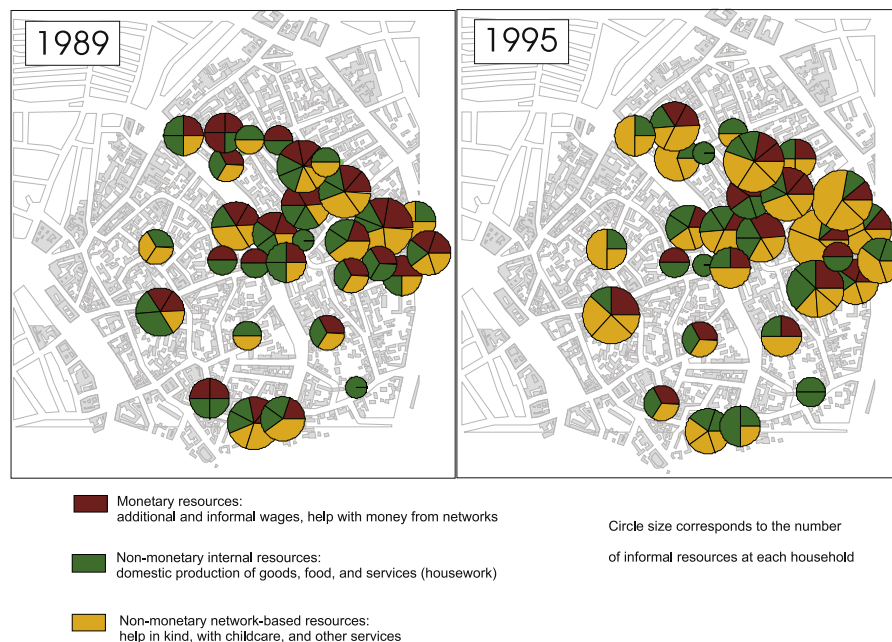 1989
1995
Monetary resources:
additional and informal wages, help with money from networks
Non-monetary internal resources:
domestic production of goods, food, and services (housework)
Non-monetary network-based resources:
help in kind, with childcare, and other services
Circle size corresponds to the number
of informal resources at each household